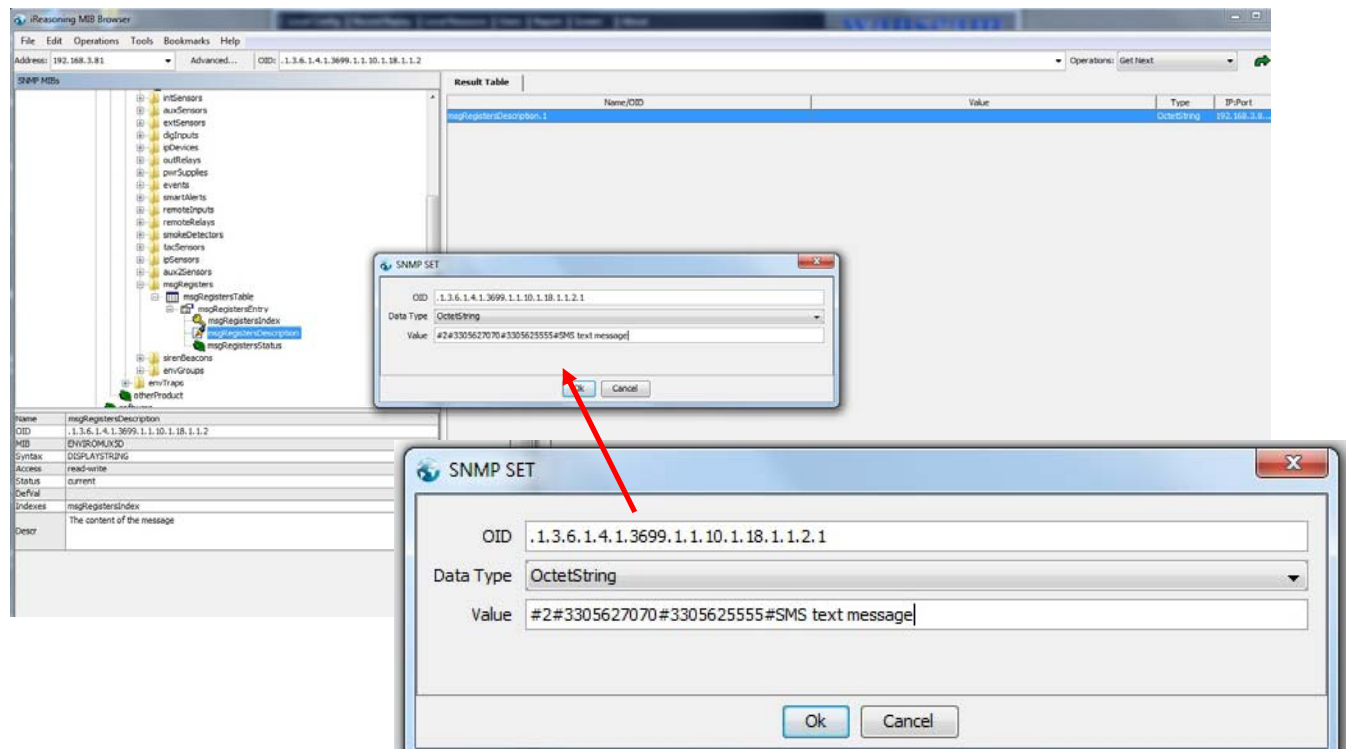 iReasoning MIB Browser
File Edit Operations Tools Bookmarks Help
Address: 192.168.3.81 Advanced... OID: .1.3.6.1.4.1.3699.1.1.10.1.18.1.1.2 Operations: Get Next
SNMP MIBs
intSensors
auxSensors
extSensors
digInputs
ipDevices
outRelays
pwrSupplies
events
smartAlerts
remoteInputs
remoteRelays
smokeDetectors
tacSensors
ipSensors
aux2Sensors
msgRegisters
msgRegistersTable
msgRegistersEntry
msgRegistersIndex
msgRegistersDescription
msgRegistersStatus
sirenBeacons
envGroups
envTraps
otherProduct
Name msgRegistersDescription
OID .1.3.6.1.4.1.3699.1.1.10.1.18.1.1.2
MIB ENVIROMUX5D
Syntax DISPLAYSTRING
Access read-write
Status current
DefVal
Indexes msgRegistersIndex
Descr The content of the message
Result Table
Name/OID Value Type IP:Port
msgRegistersDescription.1 OctetString 192.168.3.8...
SNMP SET
OID .1.3.6.1.4.1.3699.1.1.10.1.18.1.1.2.1
Data Type OctetString
Value #2#3305627070#3305625555#SMS text message
Ok Cancel
SNMP SET
OID .1.3.6.1.4.1.3699.1.1.10.1.18.1.1.2.1
Data Type OctetString
Value #2#3305627070#3305625555#SMS text message
Ok Cancel